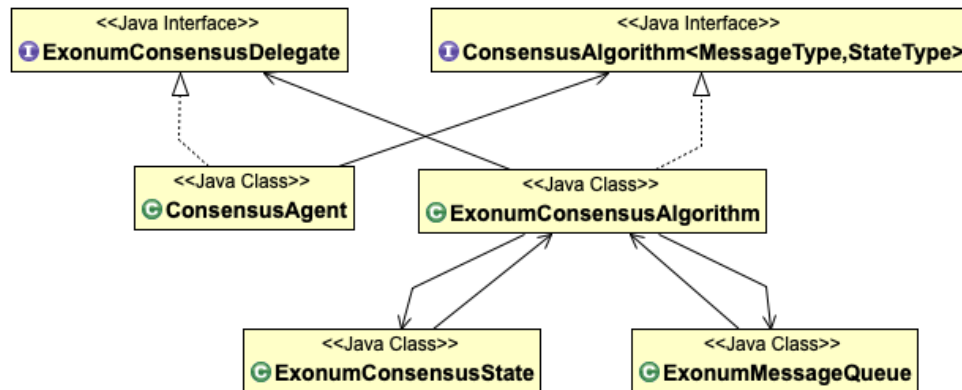 <<Java Interface>>
ExonumConsensusDelegate
<<Java Interface>>
ConsensusAlgorithm<MessageType,StateType>
<<Java Class>>
ConsensusAgent
<<Java Class>>
ExonumConsensusAlgorithm
<<Java Class>>
ExonumConsensusState
<<Java Class>>
ExonumMessageQueue